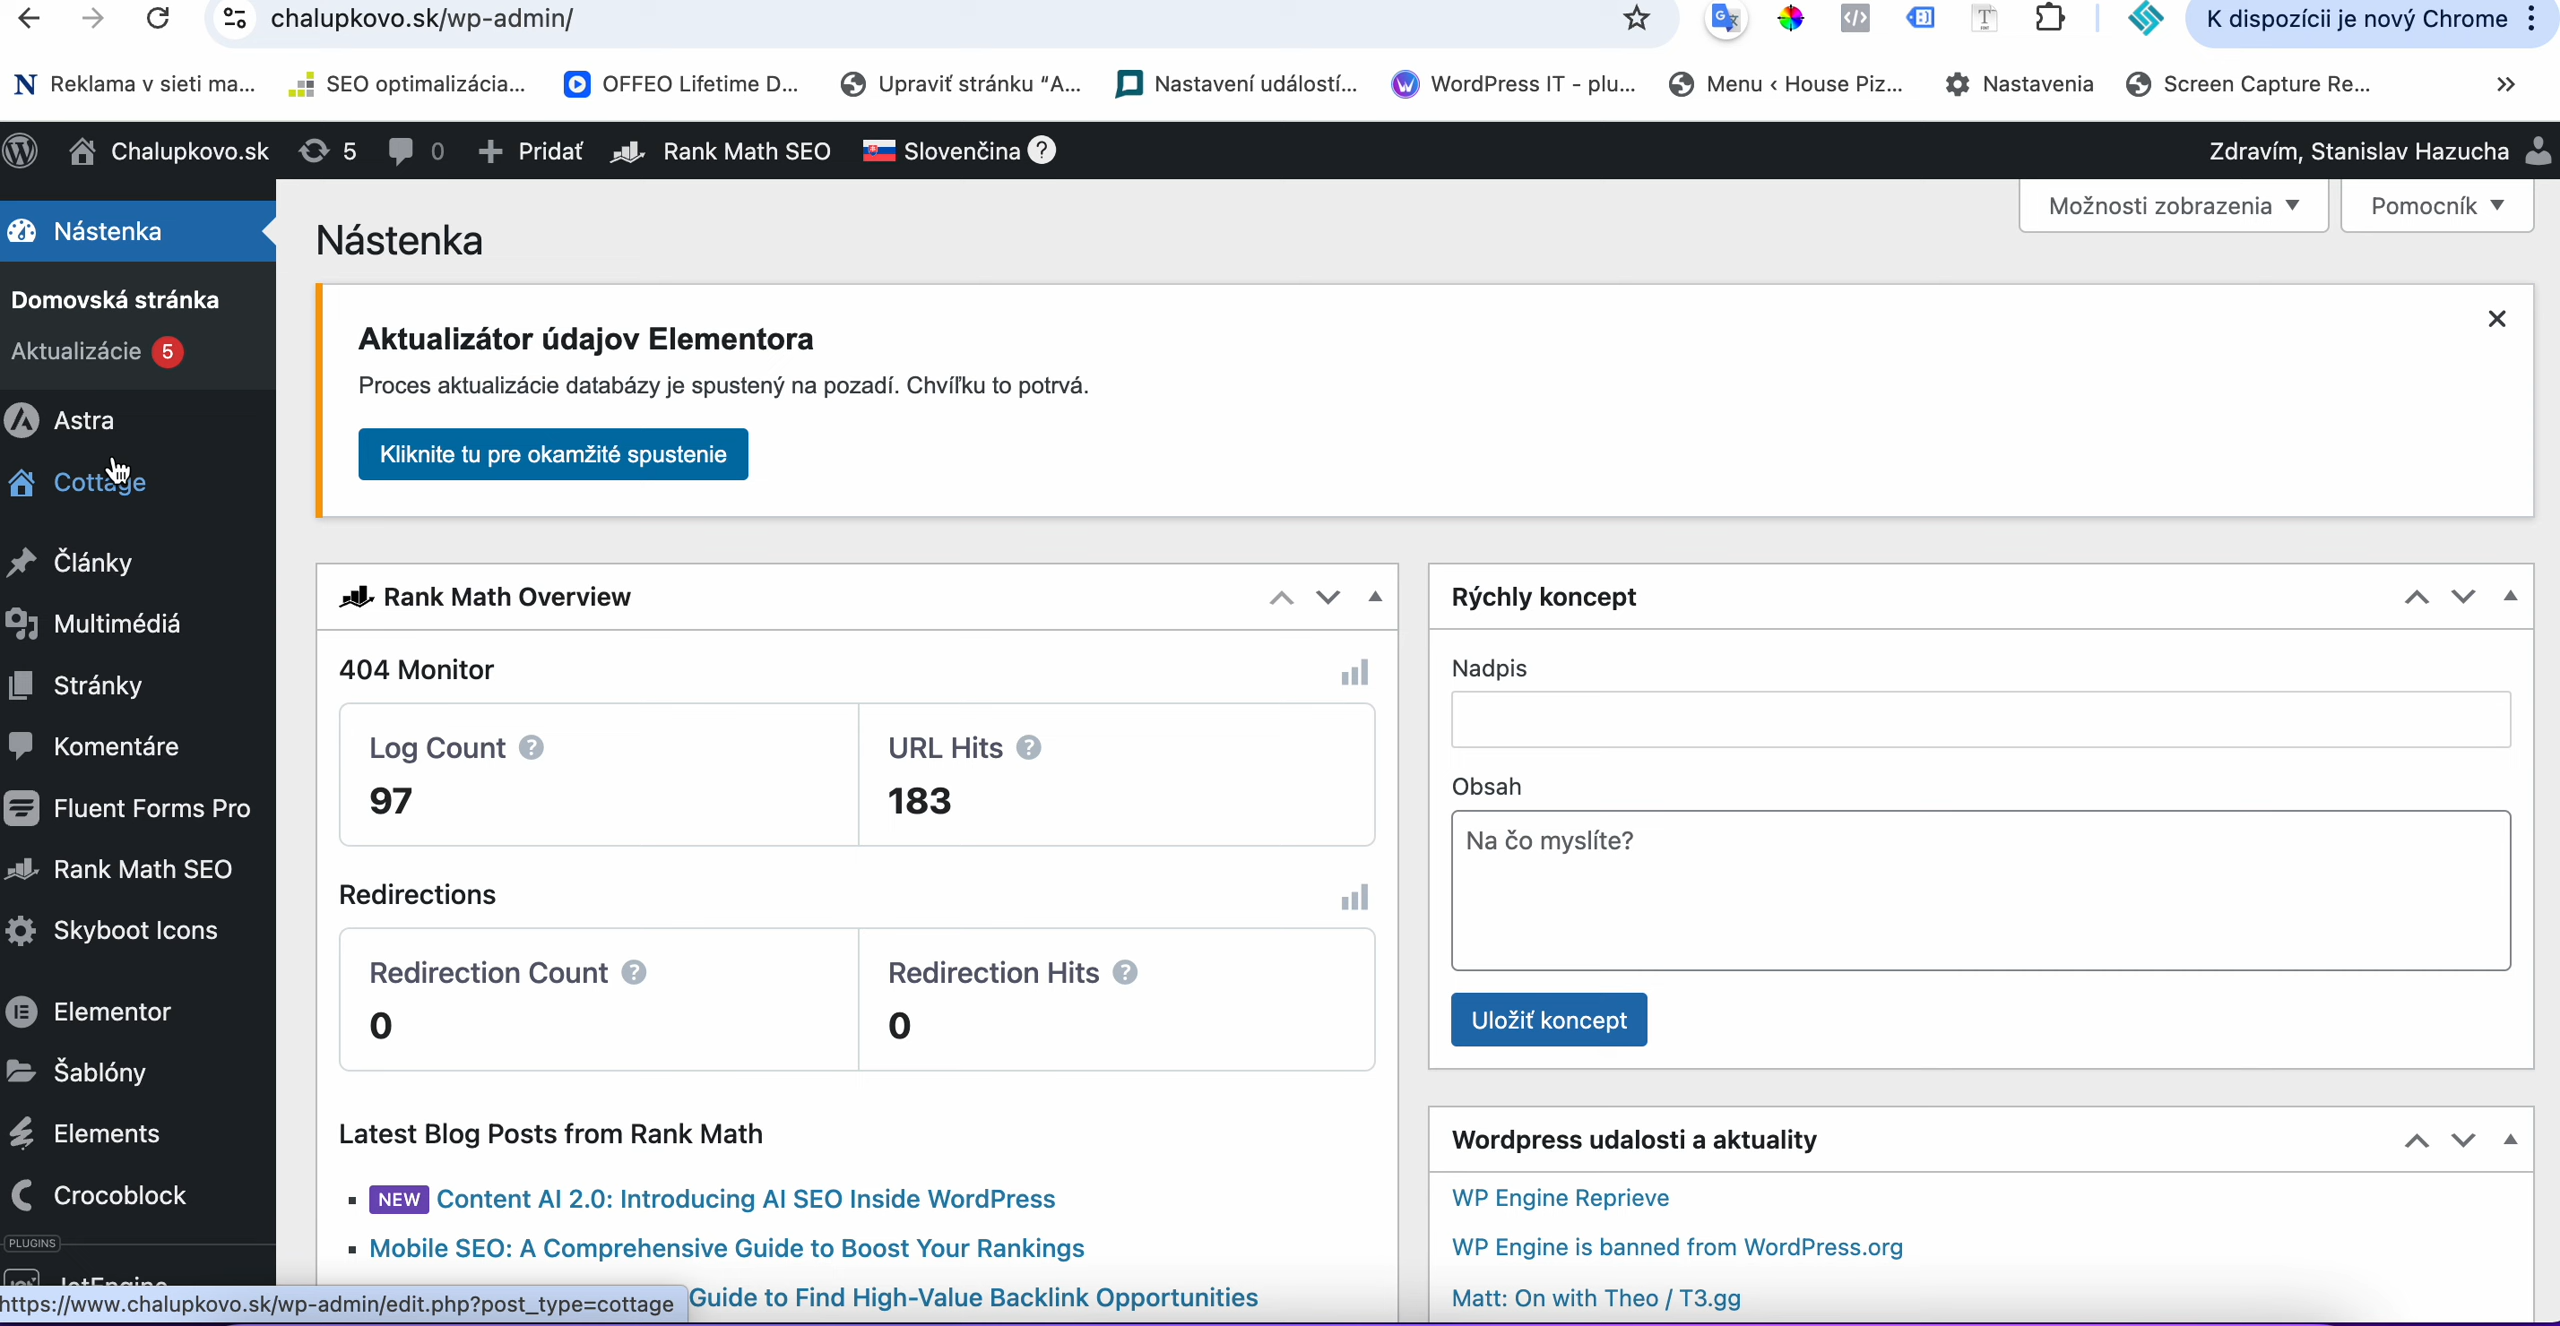 chalupkovo.sk/wp-admin/
K dispozícii je nový Chrome
Reklama v sieti ma...
SEO optimalizácia...
OFFEO Lifetime D...
Upraviť stránku “A...
Nastavení událostí...
WordPress IT - plu...
Menu ‹ House Piz...
Nastavenia
Screen Capture Re...
»
Chalupkovo.sk
5
0
Pridať
Rank Math SEO
Slovenčina
Zdravím, Stanislav Hazucha
Možnosti zobrazenia
Pomocník
Nástenka
Domovská stránka
Aktualizácie 5
Astra
Cottage
Články
Multimédiá
Stránky
Komentáre
Fluent Forms Pro
Rank Math SEO
Skyboot Icons
Elementor
Šablóny
Elements
Crocoblock
PLUGINS
https://www.chalupkovo.sk/wp-admin/edit.php?post_type=cottage
Nástenka
Aktualizátor údajov Elementora
Proces aktualizácie databázy je spustený na pozadí. Chvíľku to potrvá.
Kliknite tu pre okamžité spustenie
Rank Math Overview
404 Monitor
Log Count
97
URL Hits
183
Redirections
Redirection Count
0
Redirection Hits
0
Latest Blog Posts from Rank Math
NEW Content AI 2.0: Introducing AI SEO Inside WordPress
Mobile SEO: A Comprehensive Guide to Boost Your Rankings
Guide to Find High-Value Backlink Opportunities
Rýchly koncept
Nadpis
Obsah
Na čo myslíte?
Uložiť koncept
Wordpress udalosti a aktuality
WP Engine Reprieve
WP Engine is banned from WordPress.org
Matt: On with Theo / T3.gg